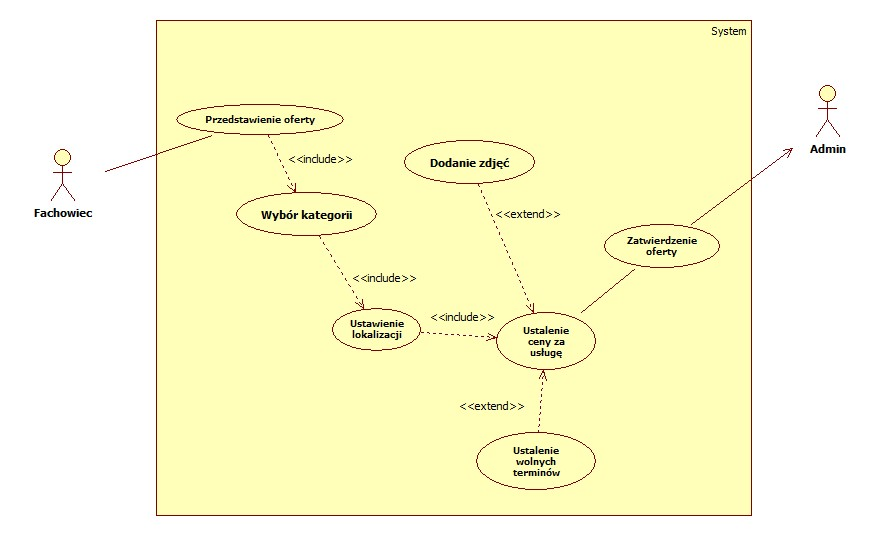 System
Przedstawienie oferty
<<include>>
Dodanie zdjęć
Admin
Fachowiec
Wybór kategorii
<<extend>>
Zatwierdzenie
oferty
<<include>>
Ustawienie
lokalizacji
<<include>>
Ustalenie
ceny za
usługę
<<extend>>
Ustalenie
wolnych
terminów